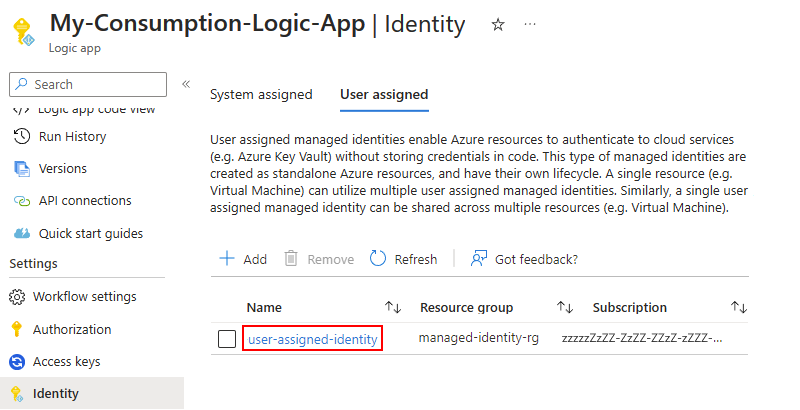 My-Consumption-Logic-App | Identity
Logic app
Search
Logic app code view
Run History
Versions
API connections
Quick start guides
Settings
Workflow settings
Authorization
Access keys
Identity
System assigned
User assigned
User assigned managed identities enable Azure resources to authenticate to cloud services
(e.g. Azure Key Vault) without storing credentials in code. This type of managed identities are
created as standalone Azure resources, and have their own lifecycle. A single resource (e.g.
Virtual Machine) can utilize multiple user assigned managed identities. Similarly, a single user
assigned managed identity can be shared across multiple resources (e.g. Virtual Machine).
Add Remove Refresh Got feedback?
Name Resource group Subscription
user-assigned-identity managed-identity-rg zzzzzZzZZ-ZzZZ-ZZzZ-zZZZ-...